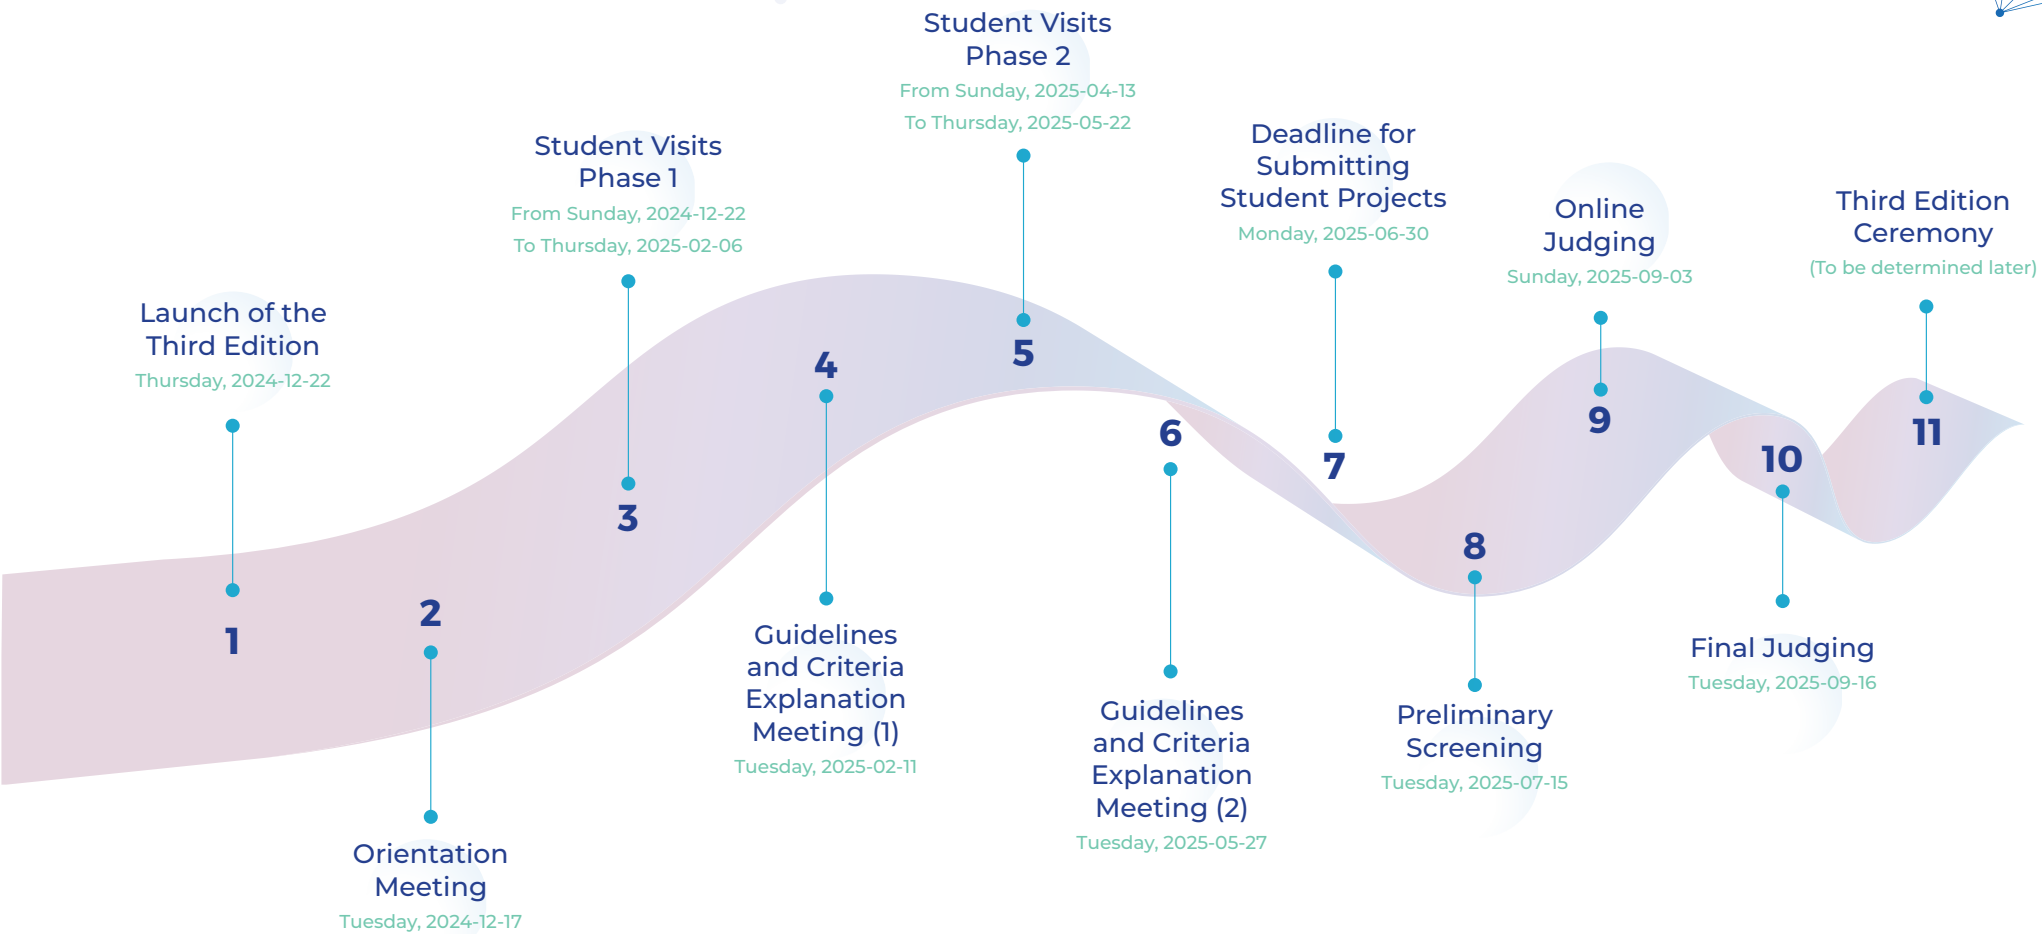 1
Launch of the
Third Edition
Thursday, 2024-12-22
2
Orientation
Meeting
Tuesday, 2024-12-17
3
Student Visits
Phase 1
From Sunday, 2024-12-22
To Thursday, 2025-02-06
4
Guidelines
and Criteria
Explanation
Meeting (1)
Tuesday, 2025-02-11
5
Student Visits
Phase 2
From Sunday, 2025-04-13
To Thursday, 2025-05-22
6
Guidelines
and Criteria
Explanation
Meeting (2)
Tuesday, 2025-05-27
7
Deadline for
Submitting
Student Projects
Monday, 2025-06-30
8
Preliminary
Screening
Tuesday, 2025-07-15
9
Online
Judging
Sunday, 2025-09-03
10
Final Judging
Tuesday, 2025-09-16
11
Third Edition
Ceremony
(To be determined later)